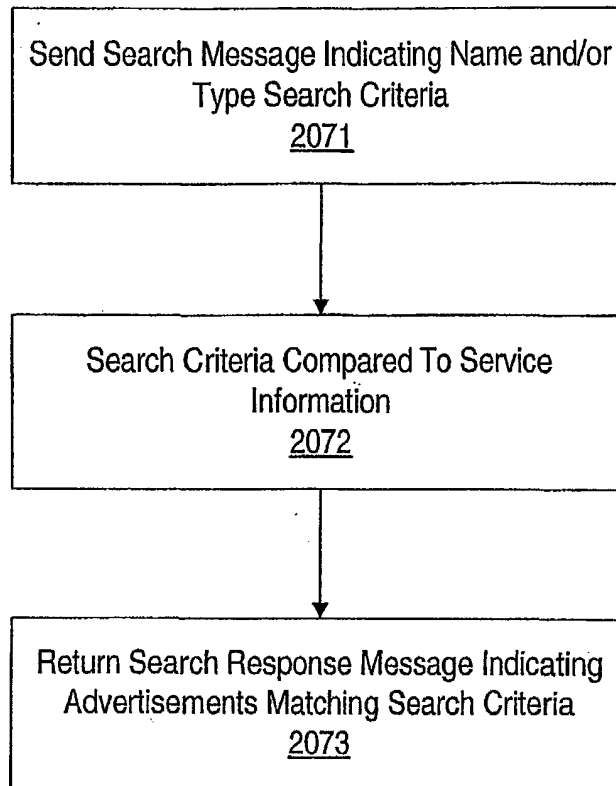 Send Search Message Indicating Name and/or
Type Search Criteria
2071
Search Criteria Compared To Service
Information
2072
Return Search Response Message Indicating
Advertisements Matching Search Criteria
2073